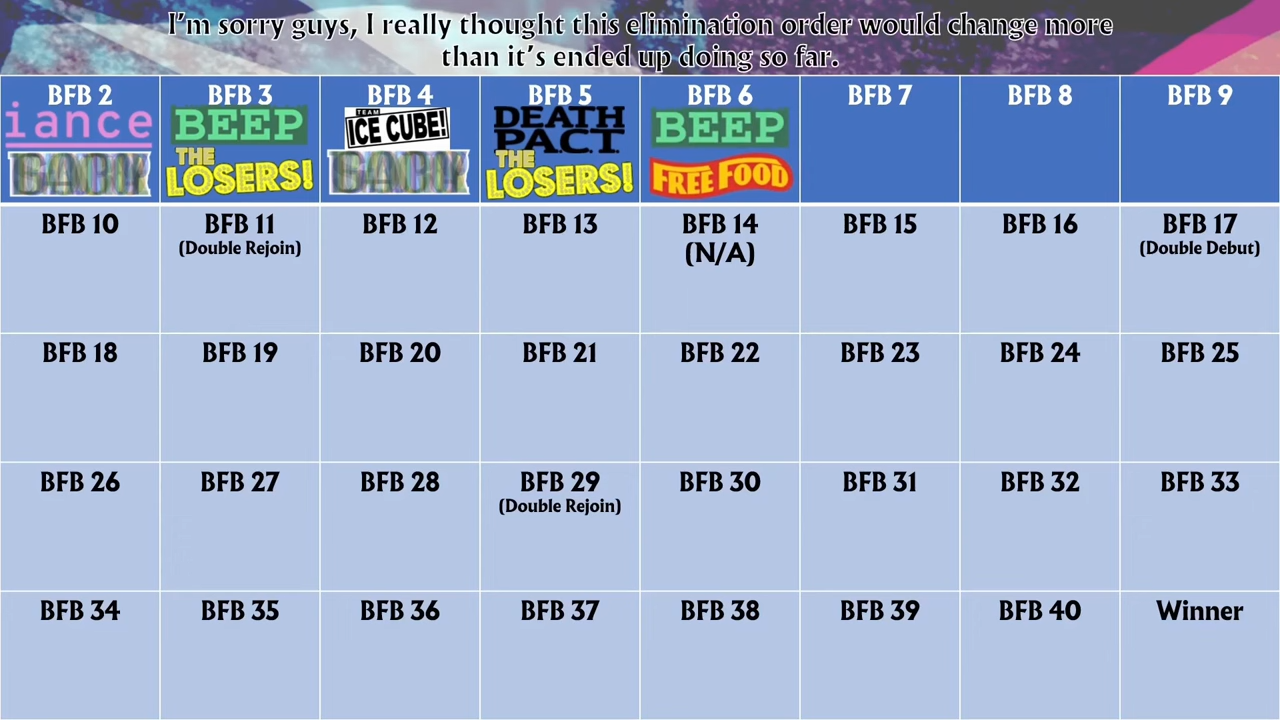 I'm sorry guys, I really thought this elimination order would change more
than it's ended up doing so far.
BFB 2
iance
BFB 3
BEEP
THE
LOSERS!
BFB 4
TEAM
ICE CUBE!
BFB 5
DEATH
P.A.C.T.
THE
LOSERS!
BFB 6
BEEP
FREE FOOD
BFB 7
BFB 8
BFB 9
BFB 10
BFB 11
(Double Rejoin)
BFB 12
BFB 13
BFB 14
(N/A)
BFB 15
BFB 16
BFB 17
(Double Debut)
BFB 18
BFB 19
BFB 20
BFB 21
BFB 22
BFB 23
BFB 24
BFB 25
BFB 26
BFB 27
BFB 28
BFB 29
(Double Rejoin)
BFB 30
BFB 31
BFB 32
BFB 33
BFB 34
BFB 35
BFB 36
BFB 37
BFB 38
BFB 39
BFB 40
Winner